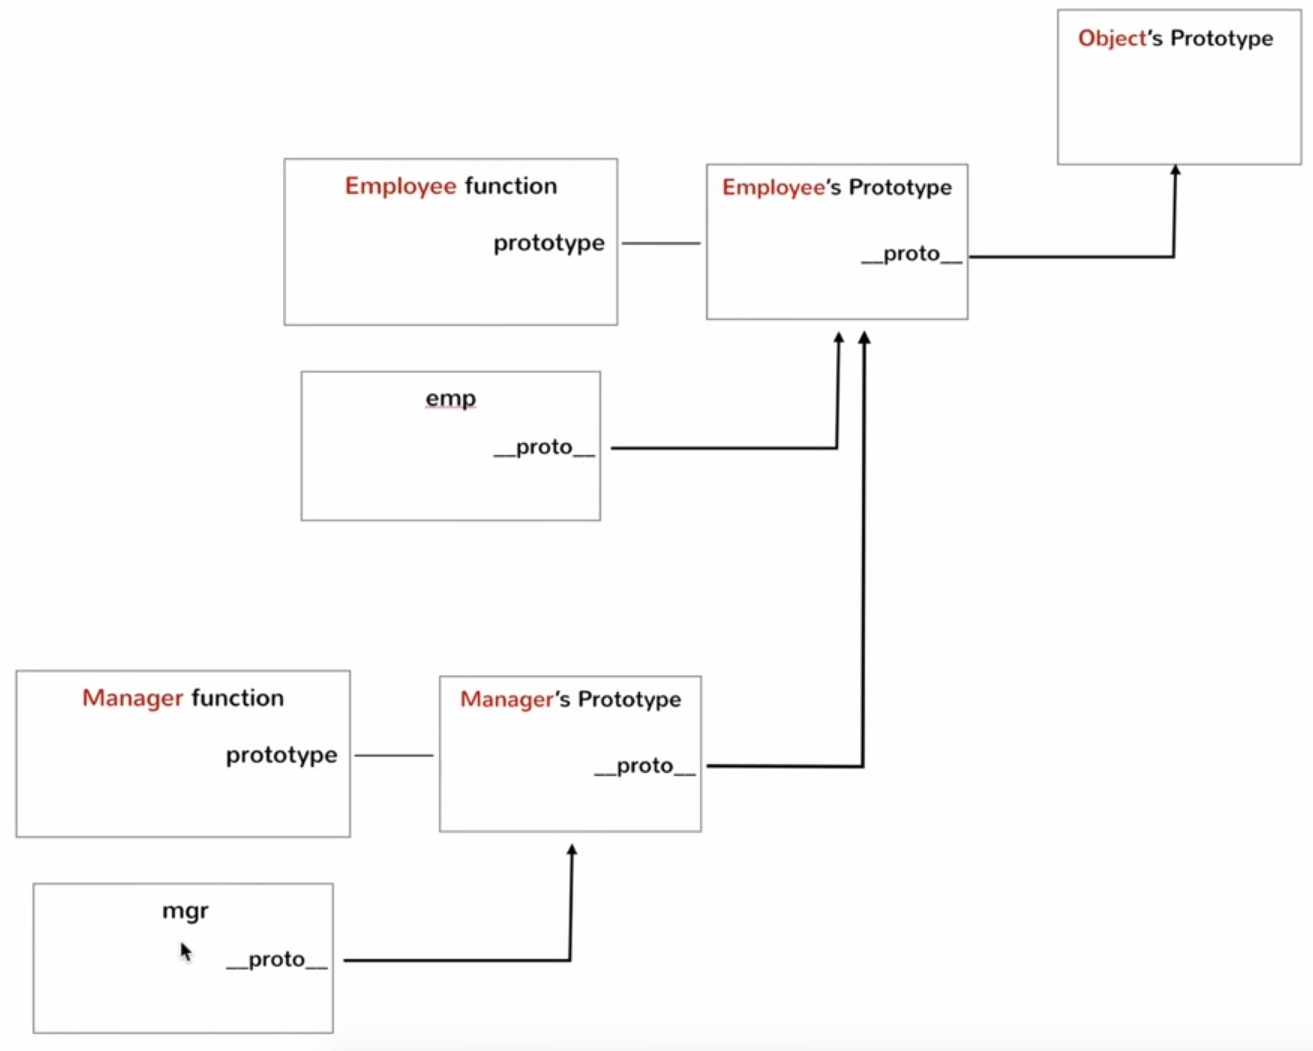 Object's Prototype
Employee function
prototype
Employee's Prototype
__proto__
emp
__proto__
Manager function
prototype
Manager's Prototype
__proto__
mgr
__proto__